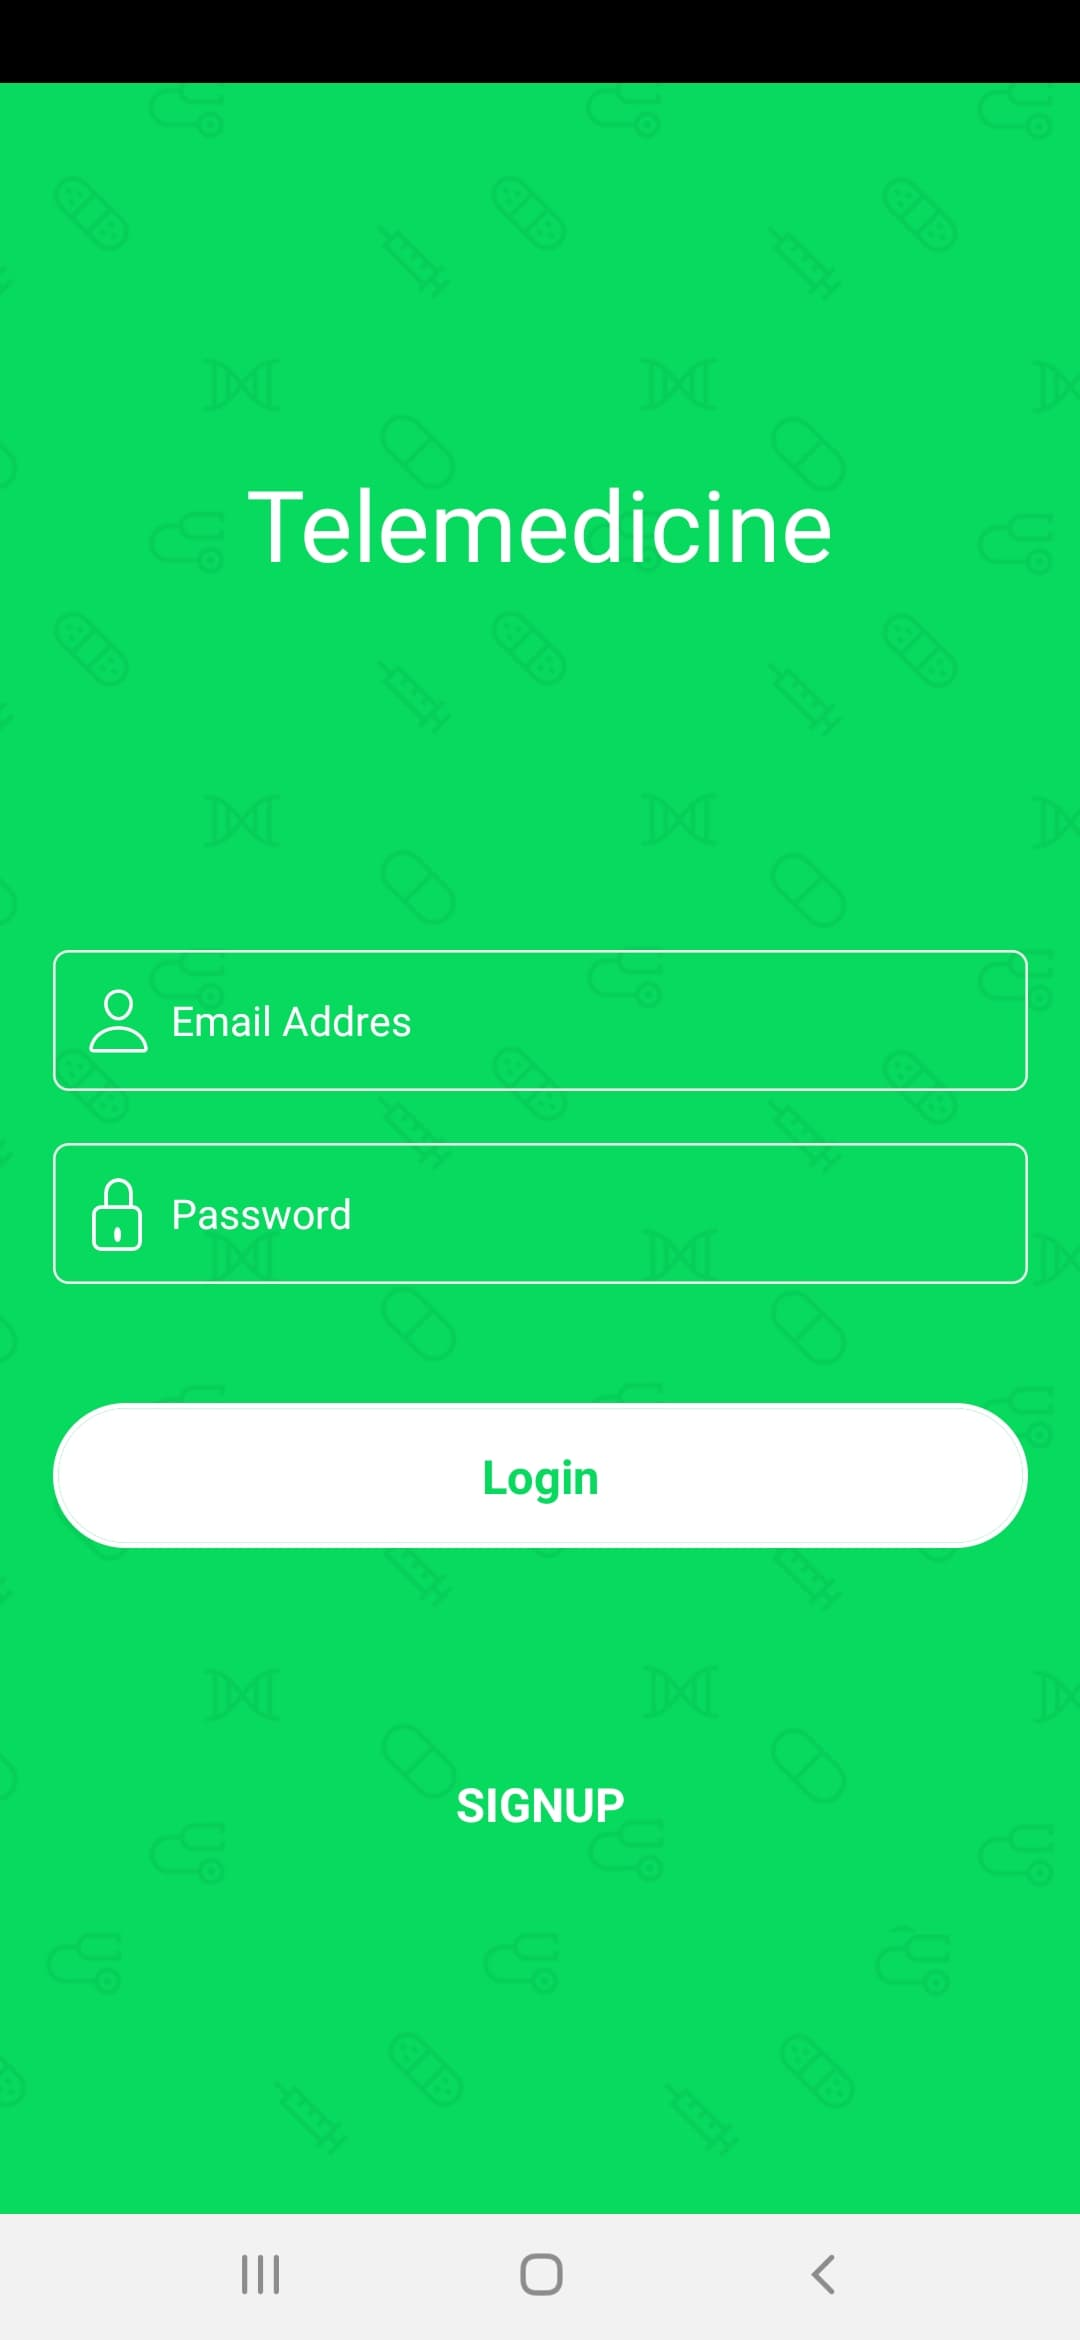 Telemedicine
Email Addres
Password
Login
SIGNUP